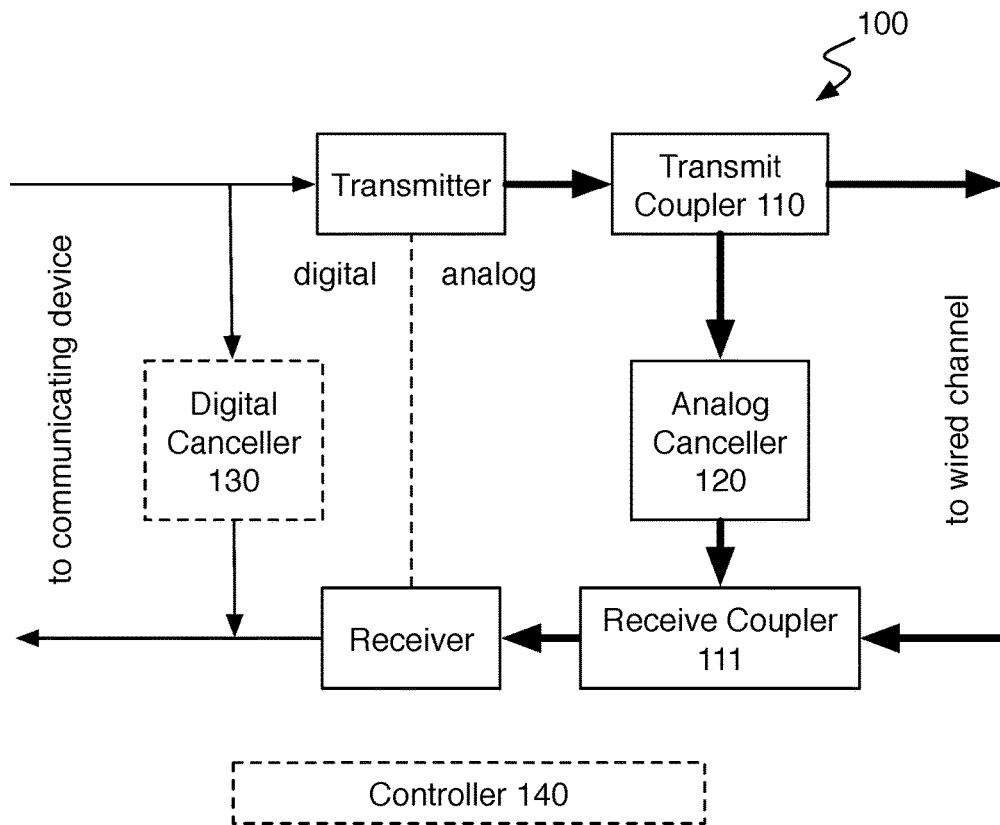 100
Transmitter
Transmit
Coupler 110
digital
analog
to communicating device
Digital
Canceller
130
Analog
Canceller
120
to wired channel
Receiver
Receive Coupler
111
Controller 140